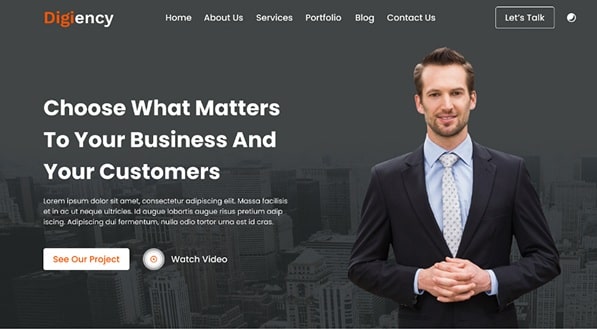 Digiency
Home About Us Services Portfolio Blog Contact Us Let's Talk
Choose What Matters
To Your Business And
Your Customers
Lorem ipsum dolor sit amet, consectetur adipiscing elit. Massa facilisis
et in ac ut neque ultricies. Id augue lobortis augue risus pretium adip
iscing. Adipiscing dui fermentum, nulla odio tortor urna est id cras.
See Our Project Watch Video